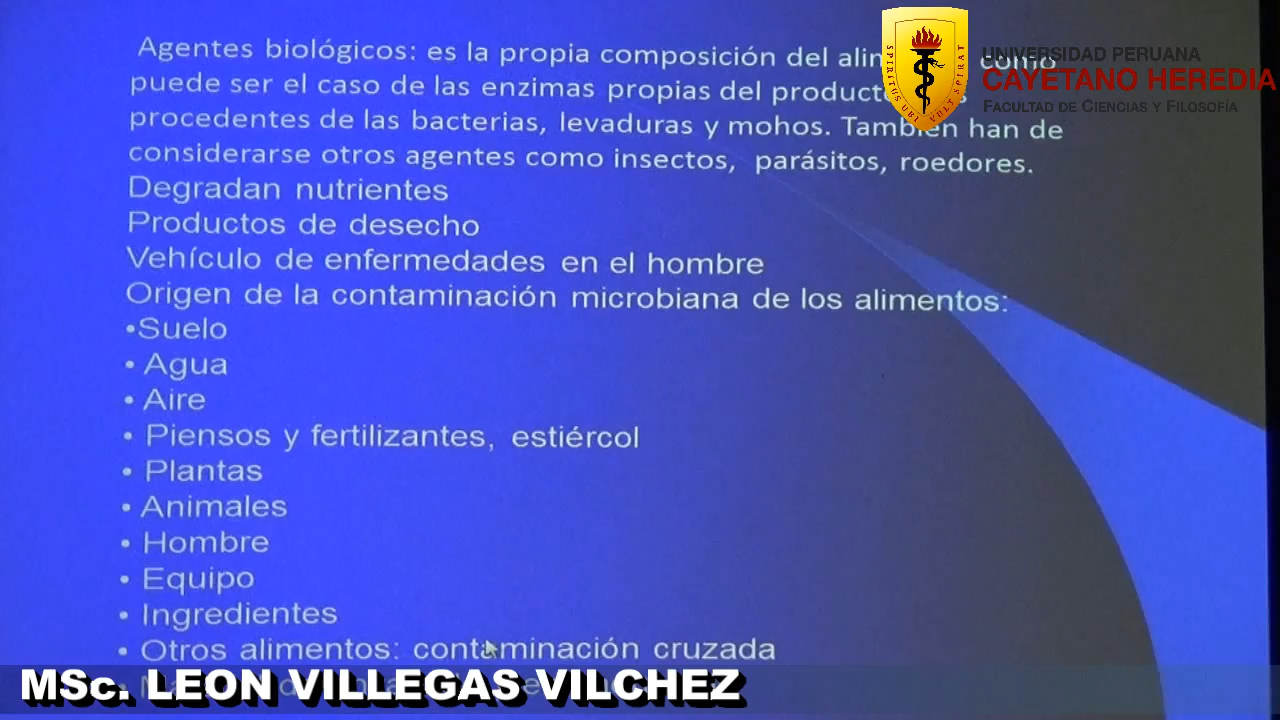 Agentes biológicos: es la propia composición del como
puede ser el caso de las enzimas propias del
procedentes de las bacterias, levaduras y mohos. También han de
considerarse otros agentes como insectos, parásitos, roedores.
Degradan nutrientes
Productos de desecho
Vehículo de enfermedades en el hombre
Origen de la contaminación microbiana de los alimentos:
•Suelo
• Agua
• Aire
• Piensos y fertilizantes, estiércol
• Plantas
• Animales
• Hombre
• Equipo
• Ingredientes
• Otros alimentos: contaminación cruzada
UNIVERSIDAD PERUANA
CAYETANO HEREDIA
FACULTAD DE CIENCIAS Y FILOSOFÍA
SPIRITUS UBI VULT SPIRAT
MSc. LEON VILLEGAS VILCHEZ